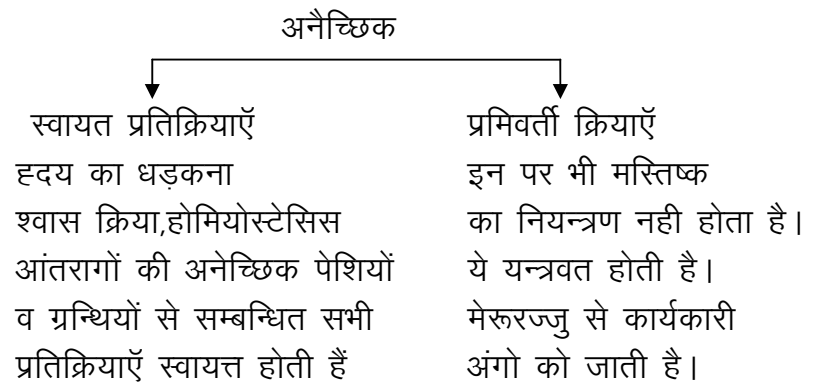 अनैच्छिक
स्वायत प्रतिक्रियाऍ
ह्दय का धड़कना
श्वास क्रिया,होमियोस्टेसिस
आंतरागों की अनेच्छिक पेशियों
व ग्रन्थियों से सम्बन्धित सभी
प्रतिक्रियाऍ स्वायत्त होती हैं
प्रमिवर्ती क्रियाऍ
इन पर भी मस्तिष्क
का नियन्त्रण नही होता है।
ये यन्त्रवत होती है।
मेरूरज्जु से कार्यकारी
अंगो को जाती है।